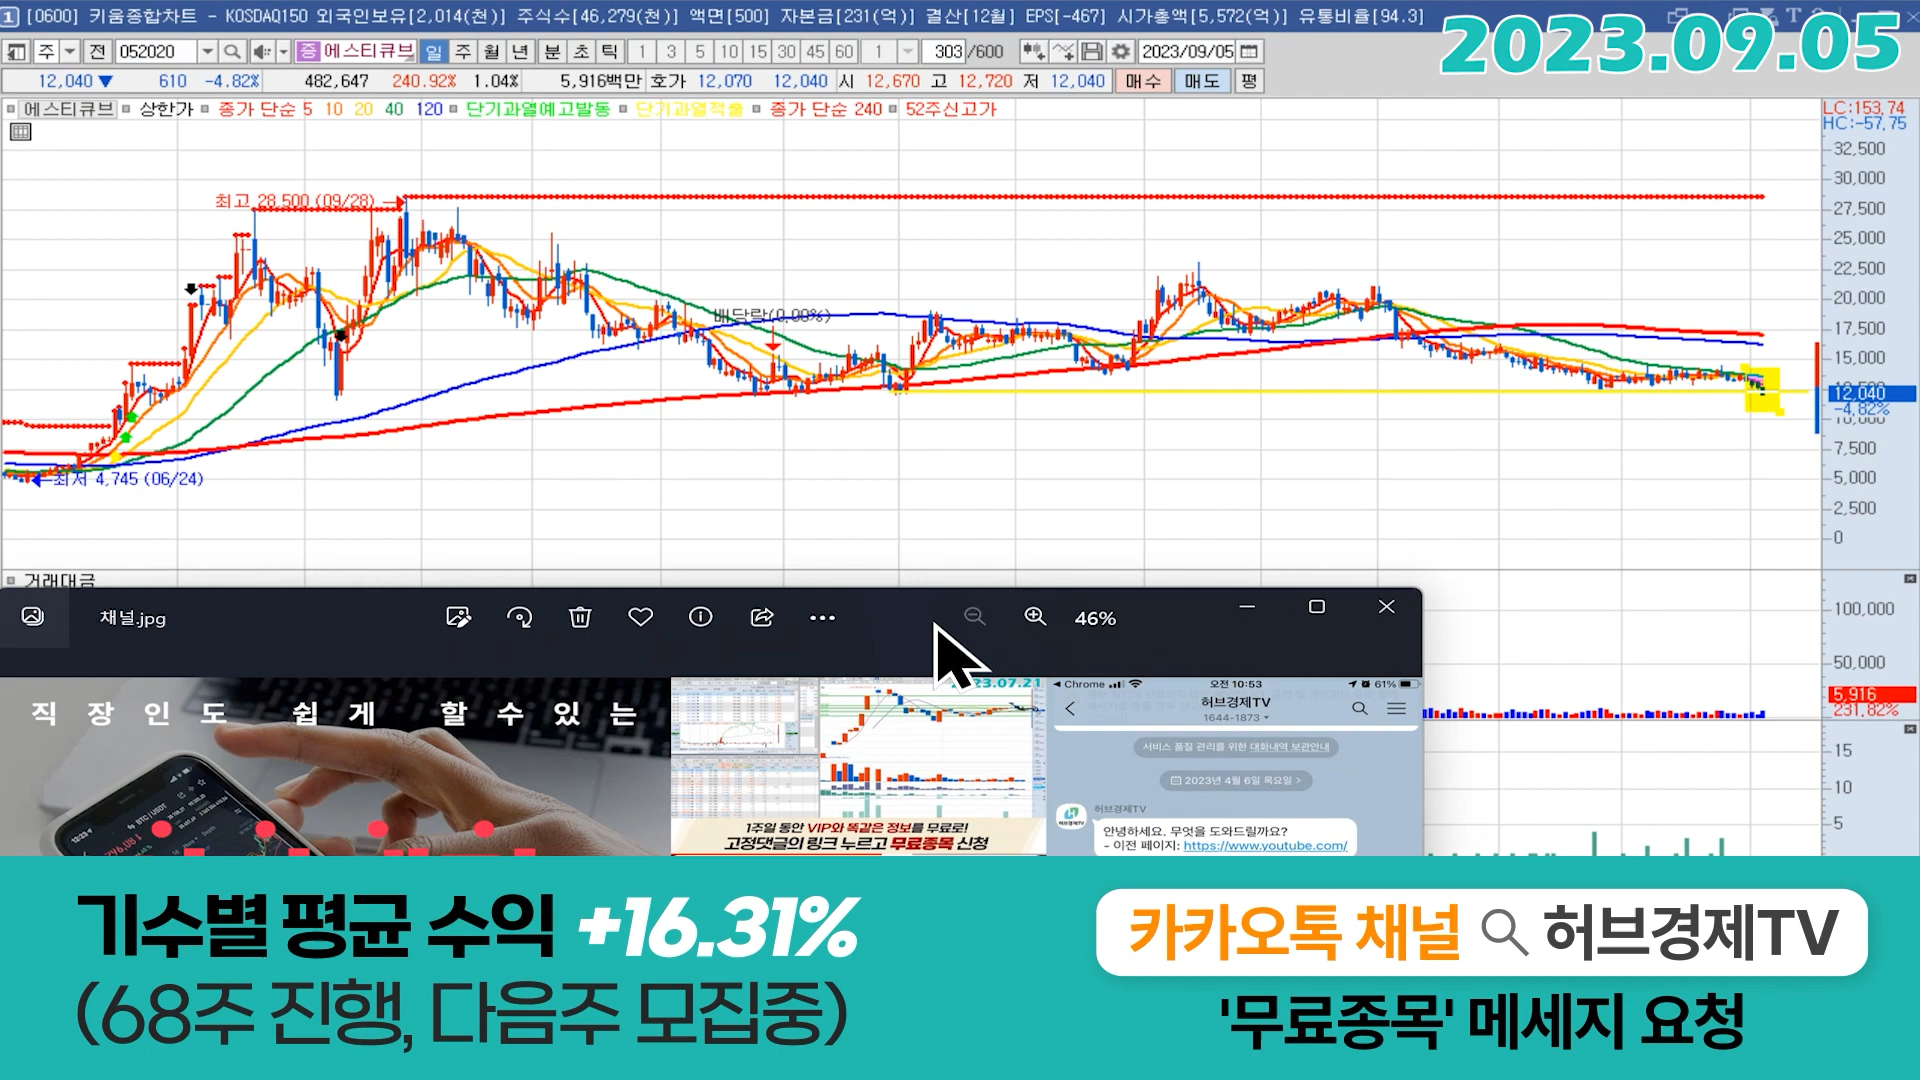 [0600] 키움종합차트 - KOSDAQ150 외국인보유[2,014(천)] 주식수[46,279(천)] 액면[500] 자본금[231(억)] 결산[12월] EPS[-467] 시가총액[5,572(억)] 유통비율[94.3]
2023.09.05
주 전 052020 증 에스티큐브 일 주 월 년 분 초 틱 1 3 5 10 15 30 45 60 1 303 /600 2023/09/05
12,040 ▼ 610 -4.82% 482,647 240.92% 1.04% 5,916백만 호가 12,070 12,040 시 12,670 고 12,720 저 12,040 매수 매도 평
에스티큐브 상한가 종가 단순 5 10 20 40 120 단기과열예고발동 단기과열적출 종가 단순 240 52주신고가
LC:153.74
HC:-57.75
32,500
30,000
최고 28,500 (09/28)
27,500
25,000
22,500
20,000
배당락(0.00%)
17,500
15,000
12,040
-4.82%
7,500
최저 4,745 (06/24)
5,000
2,500
0
거래대금
100,000
50,000
5,916
231.82%
15
10
5
채널.jpg
46%
직장인도 쉽게 할수있는
2023.07.21
1주일 동안 VIP와 똑같은 정보를 무료로!
고정댓글의 링크 누르고 무료종목 신청
Chrome 오전 10:53 61%
허브경제TV
1644-1873
서비스 품질 관리를 위한 대화내역 보관안내
2023년 4월 6일 목요일 >
허브경제TV
안녕하세요. 무엇을 도와드릴까요?
- 이전 페이지: https://www.youtube.com/
기수별 평균 수익 +16.31%
(68주 진행, 다음주 모집중)
카카오톡 채널 허브경제TV
'무료종목' 메세지 요청